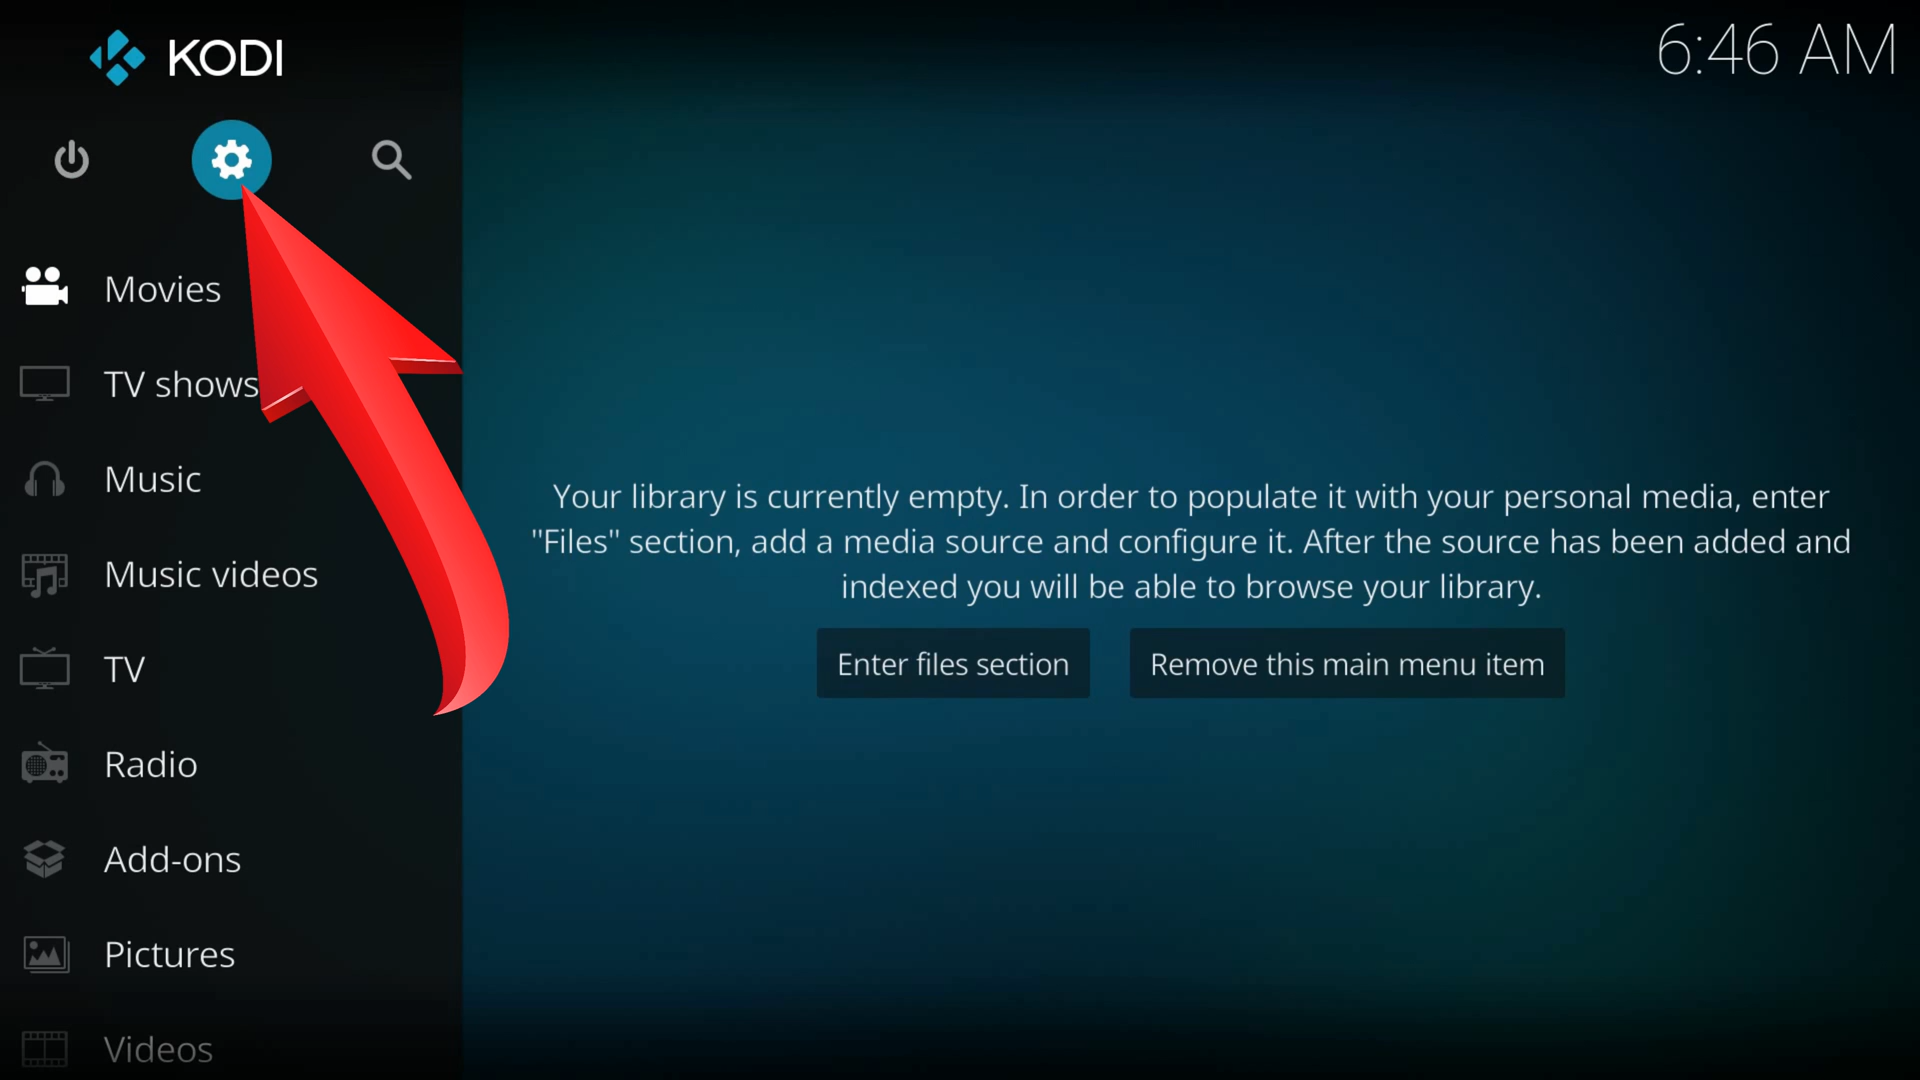 KODI
6:46 AM
Movies
TV shows
Music
Music videos
TV
Radio
Add-ons
Pictures
Videos
Your library is currently empty. In order to populate it with your personal media, enter
"Files" section, add a media source and configure it. After the source has been added and
indexed you will be able to browse your library.
Enter files section
Remove this main menu item